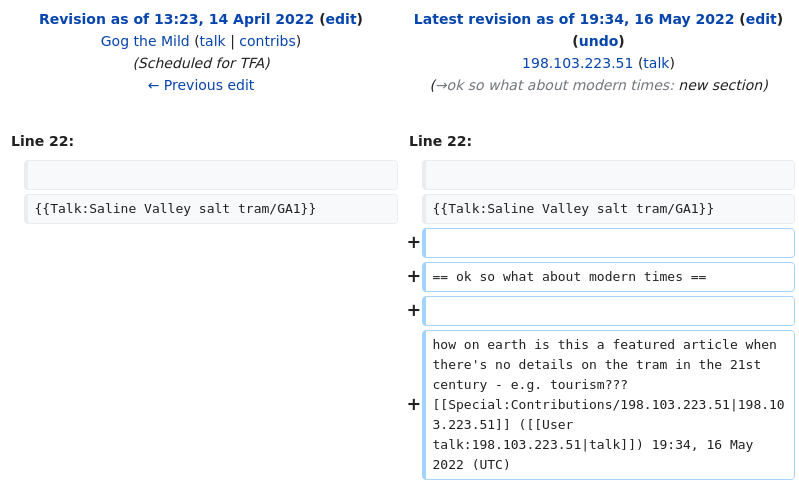 Revision as of 13:23, 14 April 2022 (edit)
Gog the Mild (talk | contribs)
(Scheduled for TFA)
← Previous edit
Latest revision as of 19:34, 16 May 2022 (edit)
(undo)
198.103.223.51 (talk)
(→ok so what about modern times: new section)
Line 22:
Line 22:
{{Talk:Saline Valley salt tram/GA1}}
{{Talk:Saline Valley salt tram/GA1}}
+
+ == ok so what about modern times ==
+
how on earth is this a featured article when
there's no details on the tram in the 21st
century - e.g. tourism???
+ [[Special:Contributions/198.103.223.51|198.10
3.223.51]] ([[User
talk:198.103.223.51|talk]]) 19:34, 16 May
2022 (UTC)